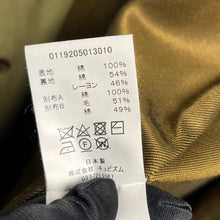 0119205013010
表地 綿 100%
綿 54%
裏地 レーヨン 46%
別布A 綿 100%
別布B 毛 51%
綿 49%
日本製
株式会社 キュビズム